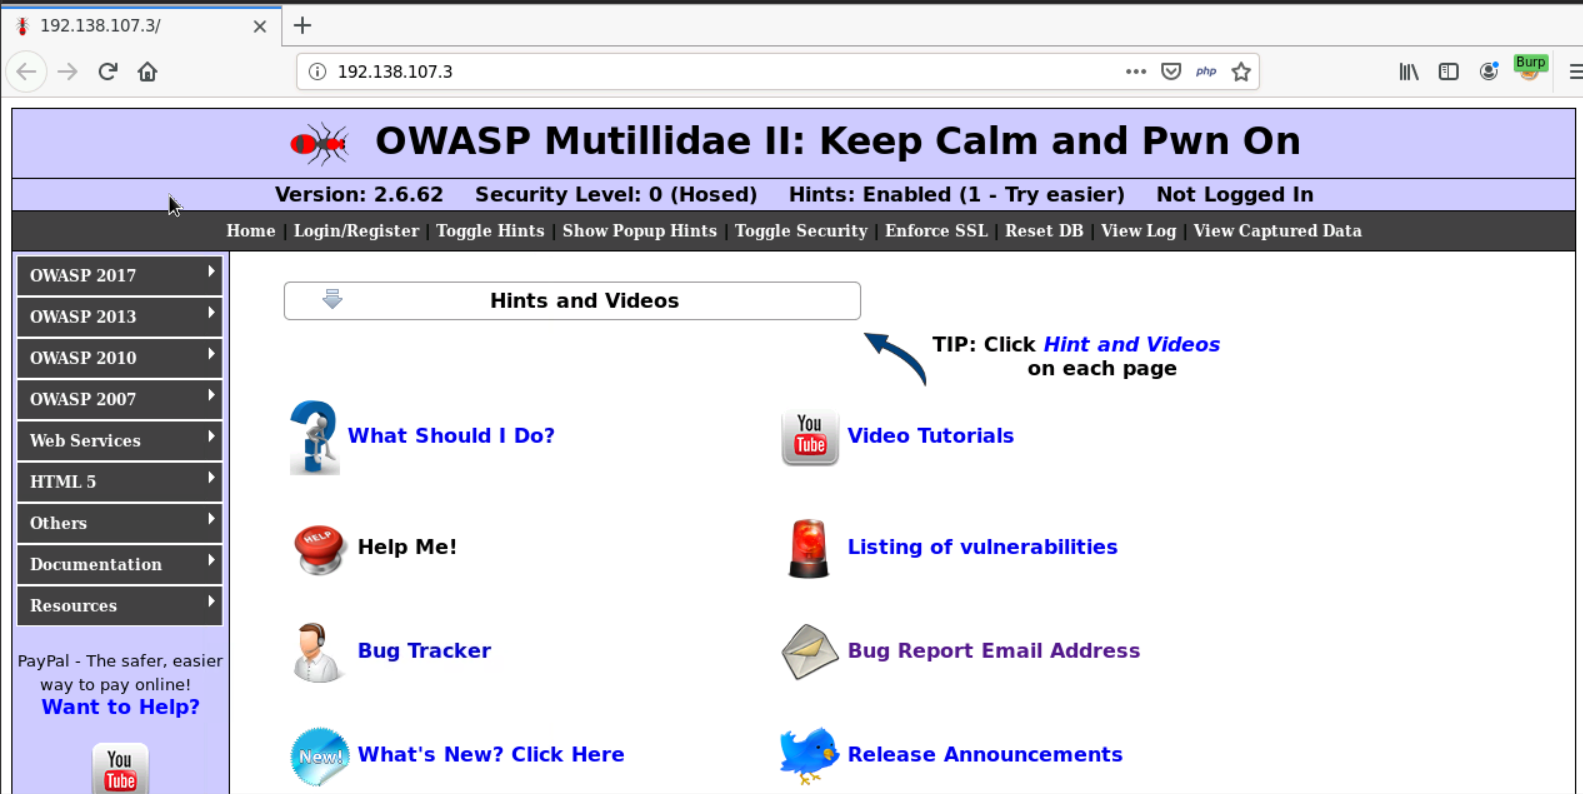 192.138.107.3/
192.138.107.3
php
Burp
OWASP Mutillidae II: Keep Calm and Pwn On
Version: 2.6.62 Security Level: 0 (Hosed) Hints: Enabled (1 - Try easier) Not Logged In
Home | Login/Register | Toggle Hints | Show Popup Hints | Toggle Security | Enforce SSL | Reset DB | View Log | View Captured Data
OWASP 2017
OWASP 2013
OWASP 2010
OWASP 2007
Web Services
HTML 5
Others
Documentation
Resources
PayPal - The safer, easier
way to pay online!
Want to Help?
You
Tube
Hints and Videos
TIP: Click Hint and Videos
on each page
What Should I Do?
You
Tube
Video Tutorials
HELP
Help Me!
Listing of vulnerabilities
Bug Tracker
Bug Report Email Address
New!
What's New? Click Here
Release Announcements